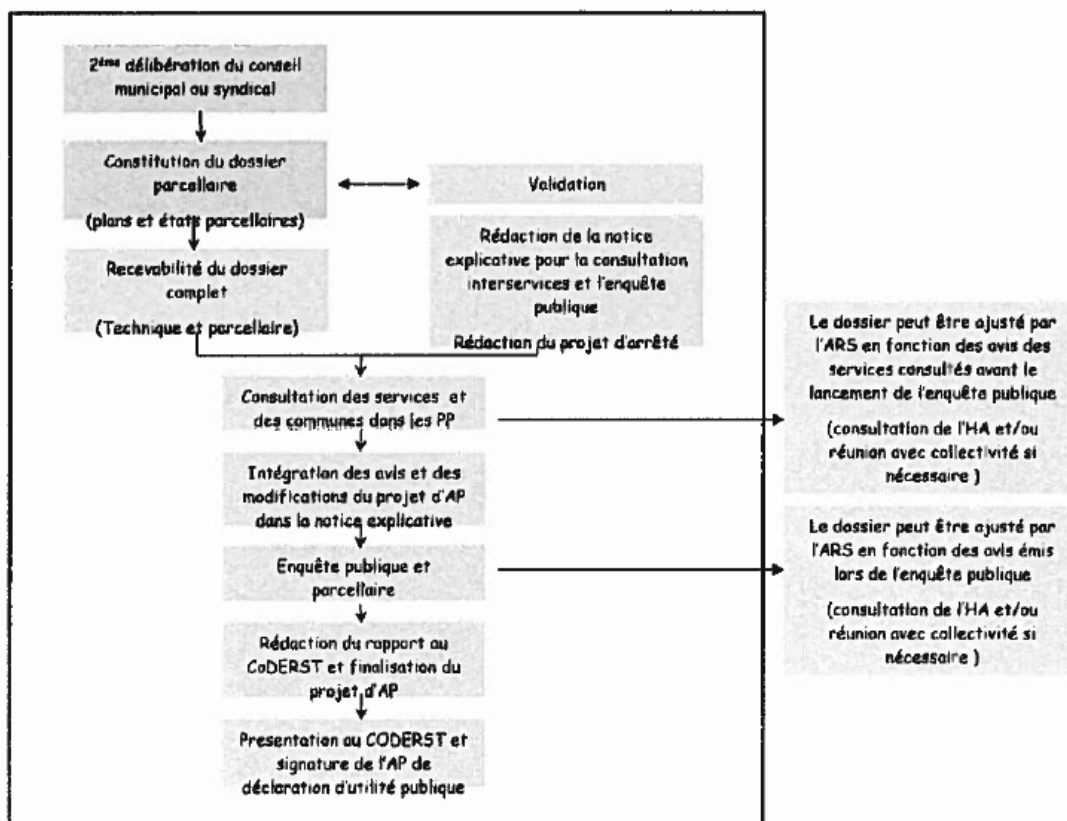 2ème délibération du conseil
municipal ou syndical
Constitution du dossier
parcellaire
(plans et états parcellaires)
Validation
Recevabilité du dossier
complet
(Technique et parcellaire)
Rédaction de la notice
explicative pour la consultation
interservices et l'enquête
publique
Rédaction du projet d'arrêté
Consultation des services et
des communes dans les PP
Le dossier peut être ajusté par
l'ARS en fonction des avis des
services consultés avant le
lancement de l'enquête publique
(consultation de l'HA et/ou
réunion avec collectivité si
nécessaire )
Intégration des avis et des
modifications du projet d'AP
dans la notice explicative
Enquête publique et
parcellaire
Le dossier peut être ajusté par
l'ARS en fonction des avis émis
lors de l'enquête publique
(consultation de l'HA et/ou
réunion avec collectivité si
nécessaire )
Rédaction du rapport au
CoDERST et finalisation du
projet d'AP
Presentation au CODERST et
signature de l'AP de
déclaration d'utilité publique